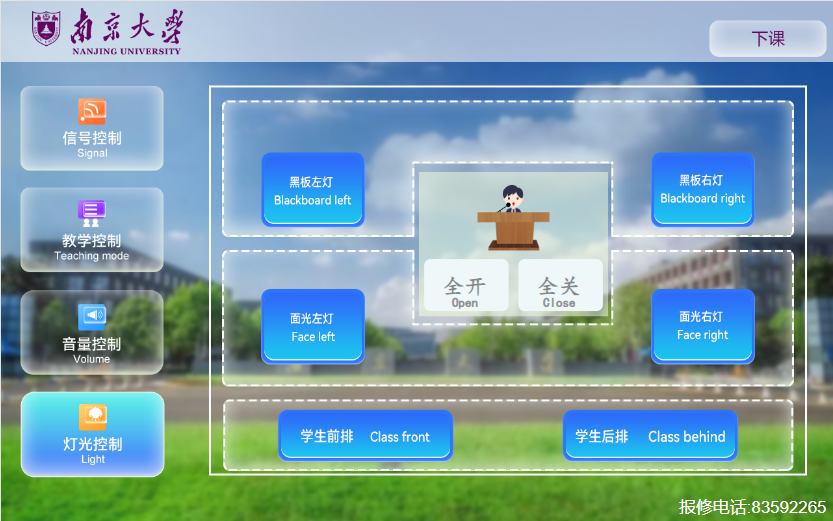 南京大學
NANJING UNIVERSITY
下课
信号控制
Signal
教学控制
Teaching mode
音量控制
Volume
灯光控制
Light
黑板左灯
Blackboard left
黑板右灯
Blackboard right
全开
Open
全关
Close
面光左灯
Face left
面光右灯
Face right
学生前排 Class front
学生后排 Class behind
报修电话:83592265